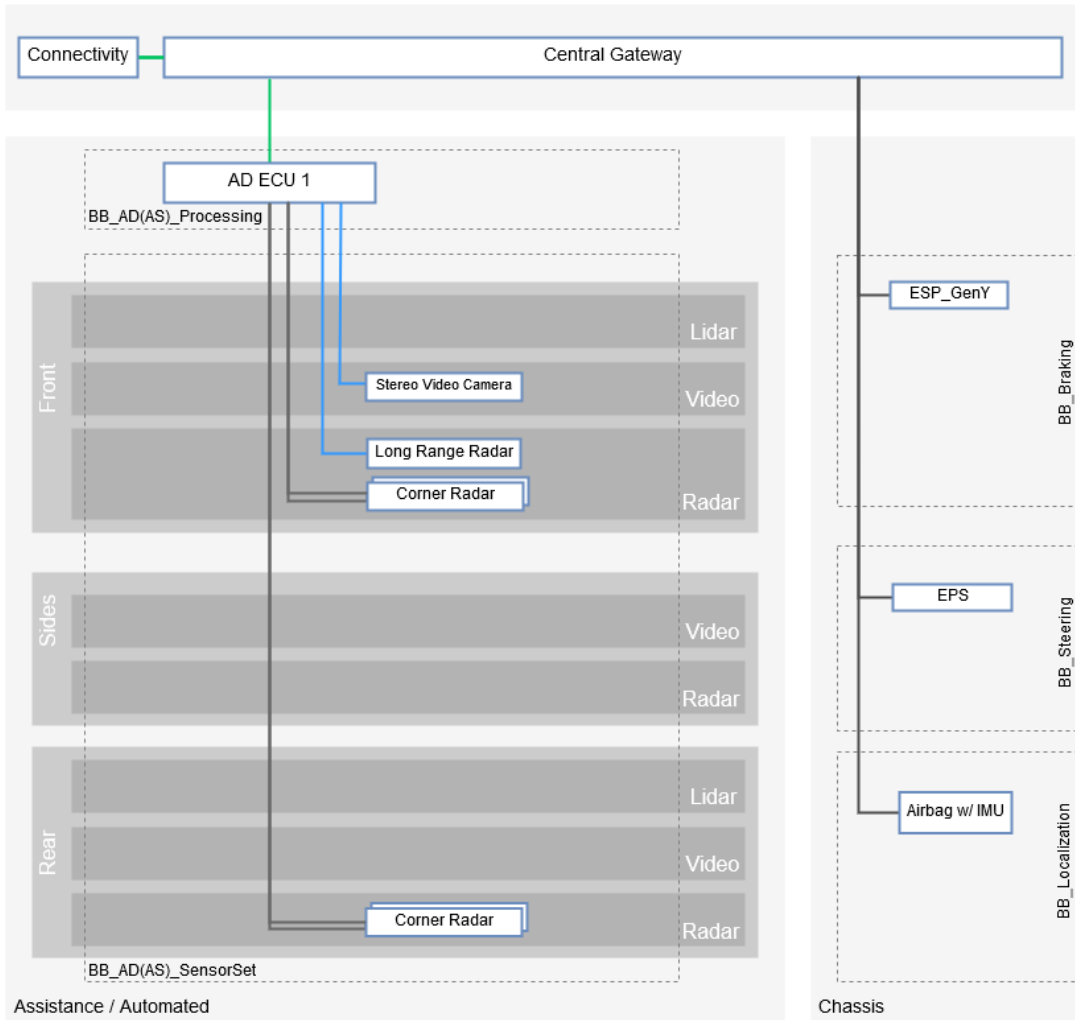 Connectivity
Central Gateway
AD ECU 1
BB_AD(AS)_Processing
Front
Lidar
Stereo Video Camera
Video
Long Range Radar
Corner Radar
Radar
Sides
Video
Radar
Rear
Lidar
Video
Corner Radar
Radar
BB_AD(AS)_SensorSet
Assistance / Automated
ESP_GenY
BB_Braking
EPS
BB_Steering
Airbag w/ IMU
BB_Localization
Chassis